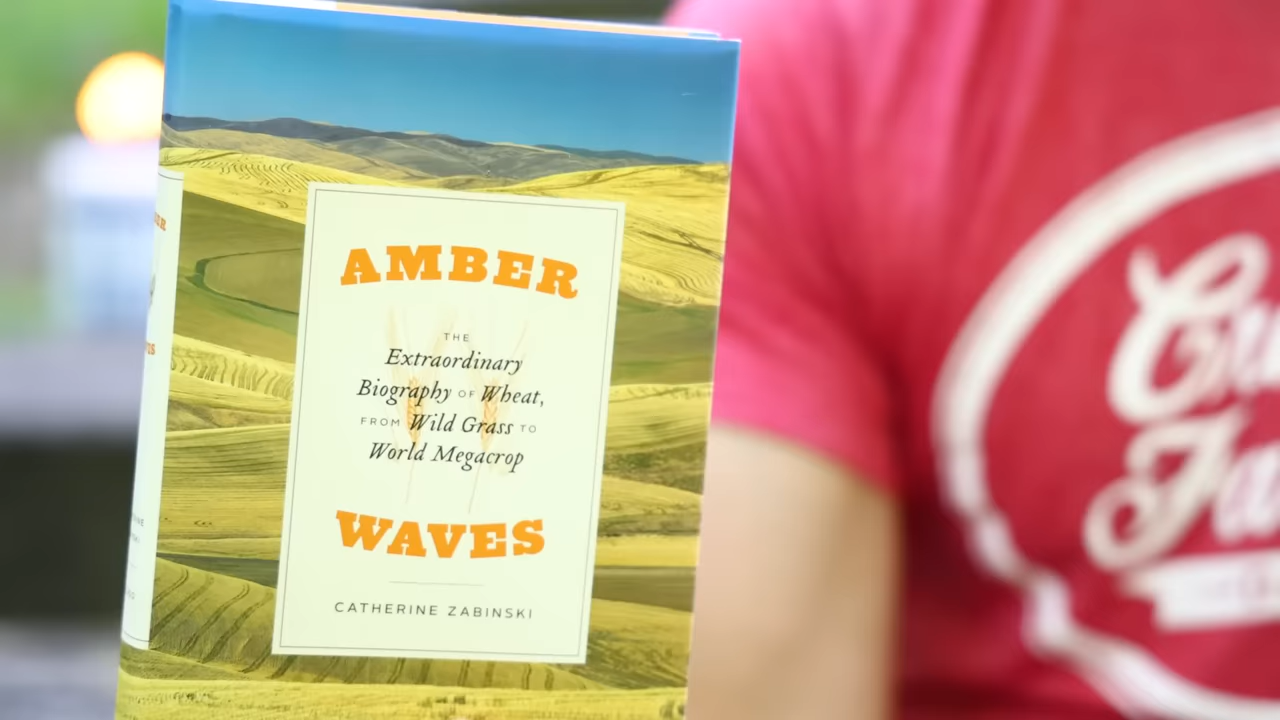 AMBER
THE
Extraordinary
Biography OF Wheat,
FROM Wild Grass TO
World Megacrop
WAVES
CATHERINE ZABINSKI